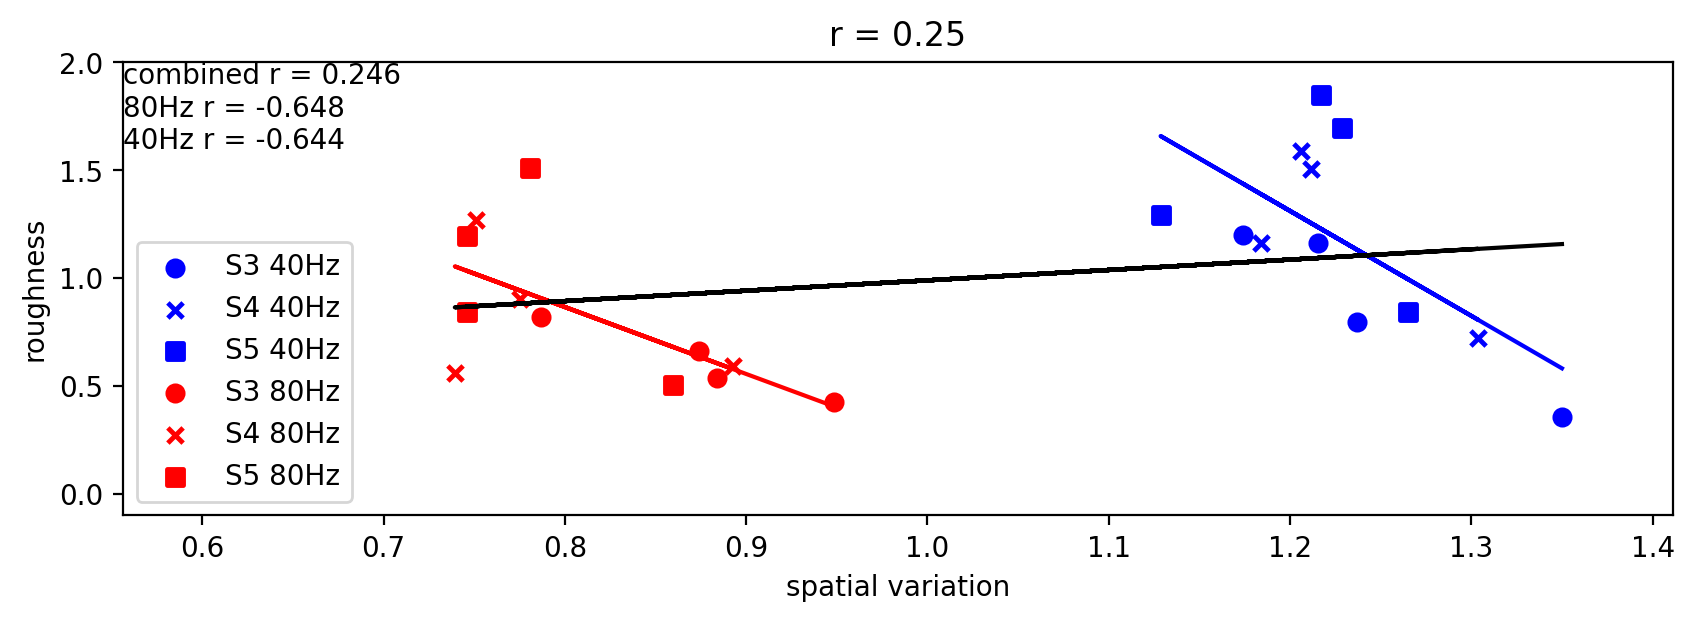 r = 0.25
combined r = 0.246
80Hz r = -0.648
40Hz r = -0.644
2.0
1.5
1.0
0.5
0.0
roughness
S3 40Hz
S4 40Hz
S5 40Hz
S3 80Hz
S4 80Hz
S5 80Hz
0.6 0.7 0.8 0.9 1.0 1.1 1.2 1.3 1.4
spatial variation